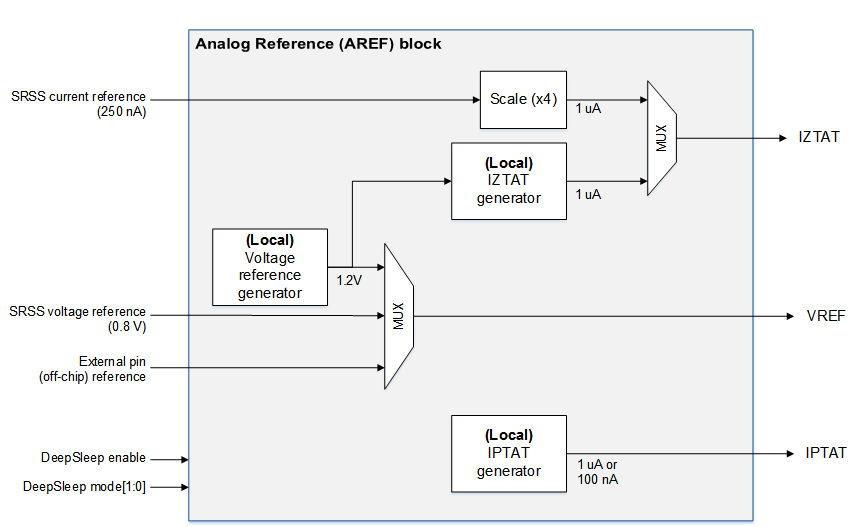 Analog Reference (AREF) block
SRSS current reference
(250 nA)
Scale (x4)
1 uA
MUX
IZTAT
(Local)
IZTAT
generator
1 uA
(Local)
Voltage
reference
generator
1.2V
MUX
SRSS voltage reference
(0.8 V)
VREF
External pin
(off-chip) reference
(Local)
IPTAT
generator
1 uA or
100 nA
IPTAT
DeepSleep enable
DeepSleep mode[1:0]